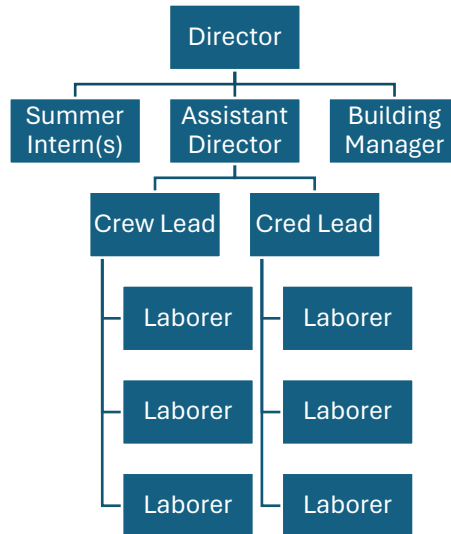 Director
Summer
Intern(s)
Assistant
Director
Building
Manager
Crew Lead
Cred Lead
Laborer
Laborer
Laborer
Laborer
Laborer
Laborer